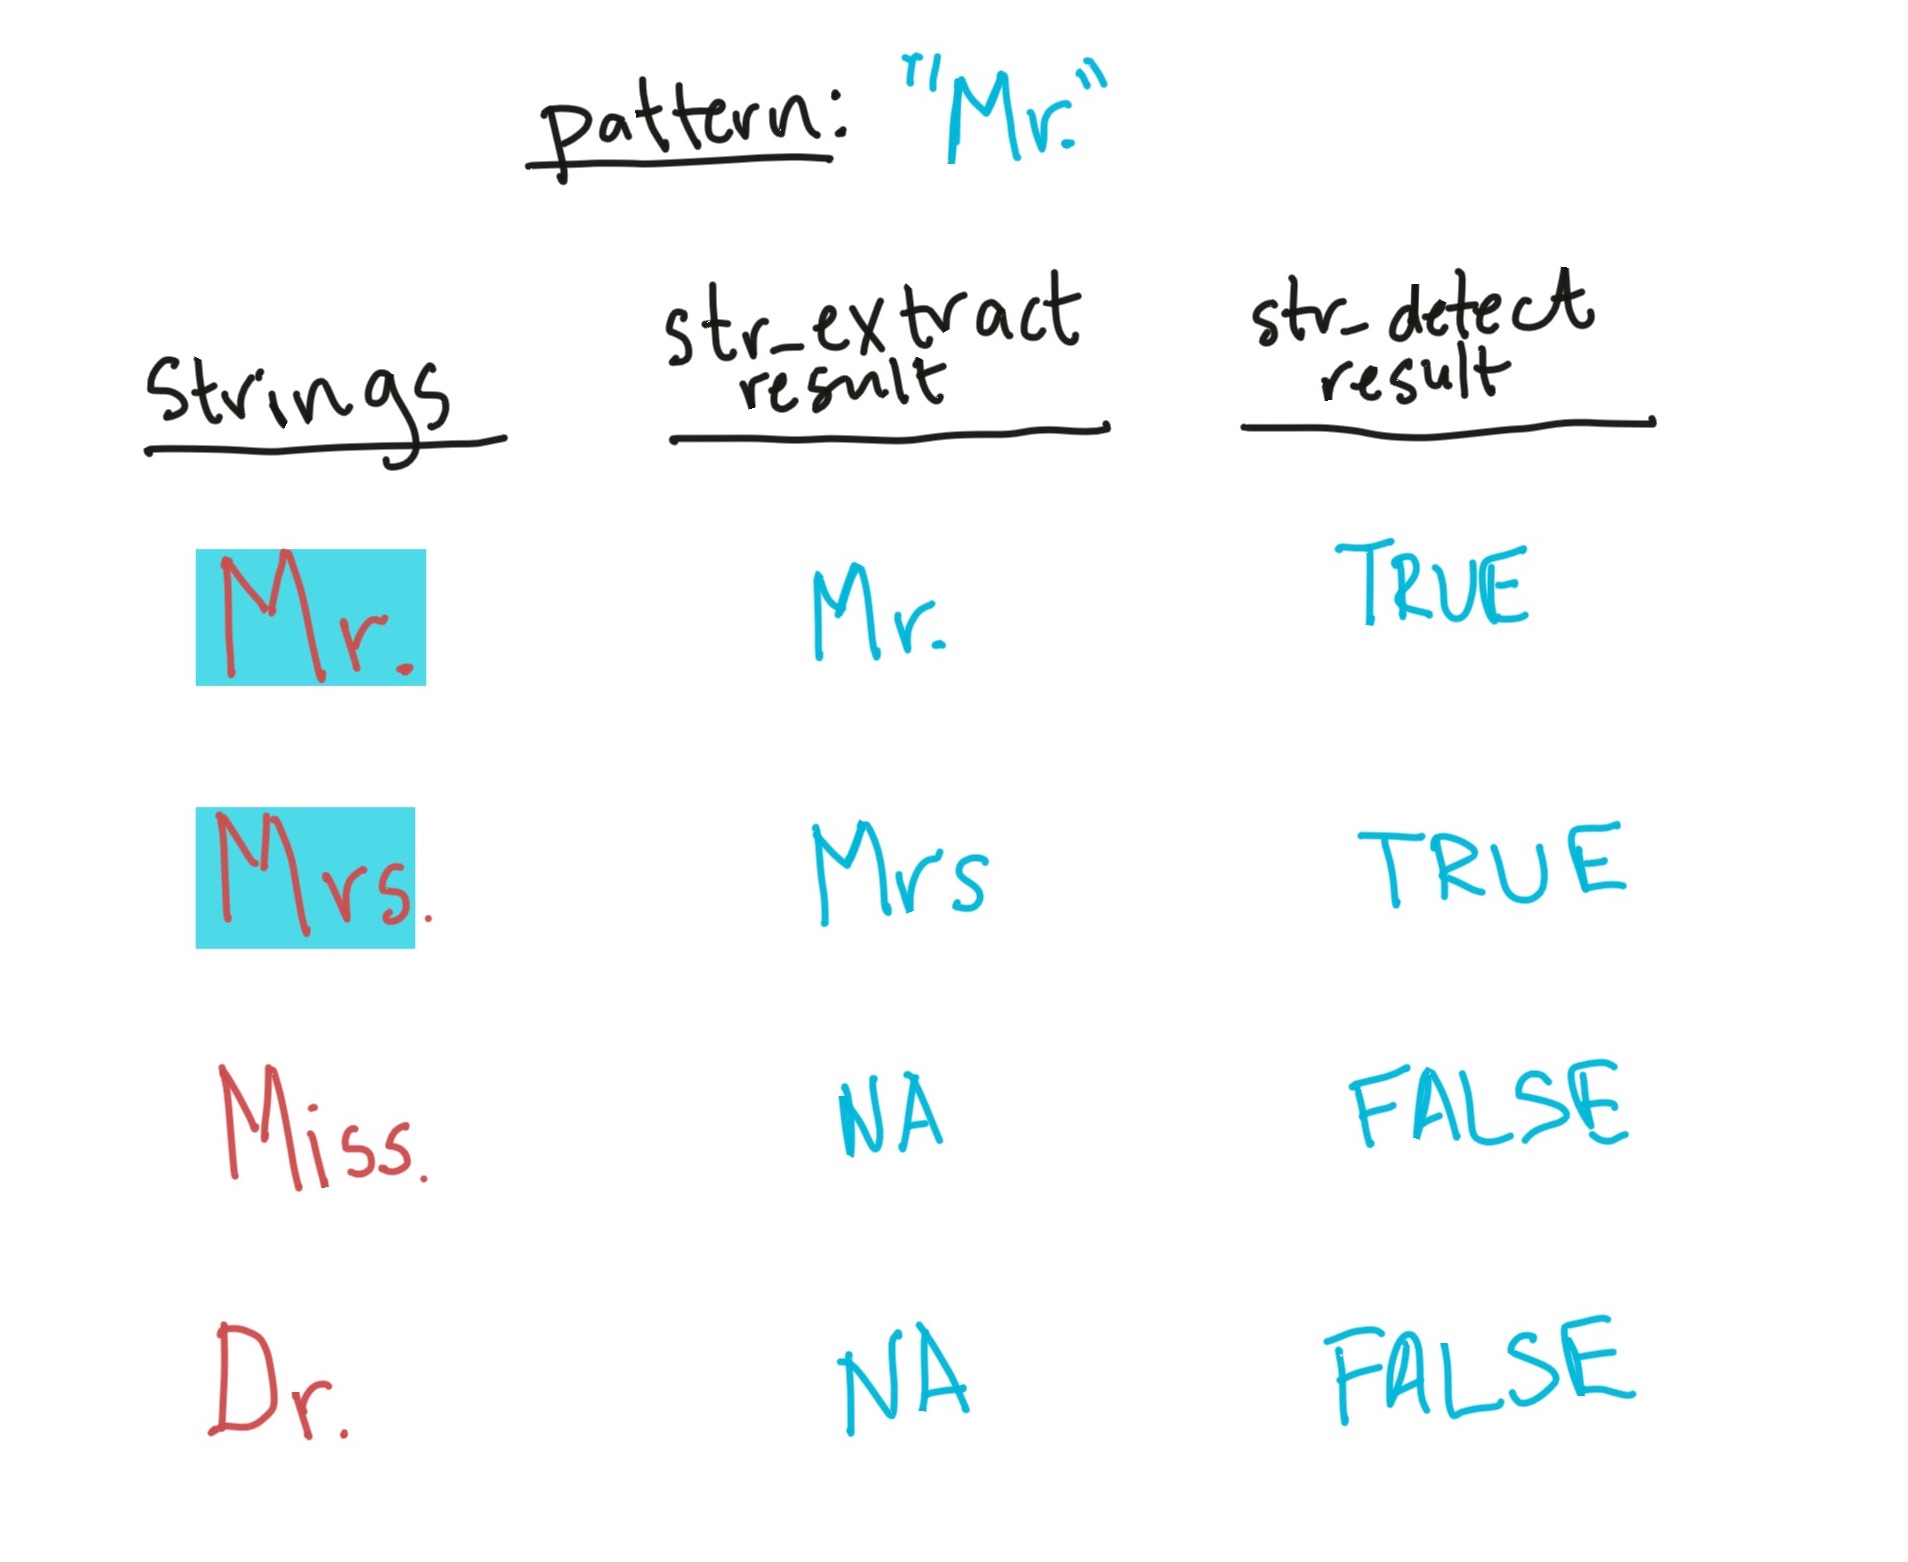 pattern: "Mr."
Strings str_extract result str_detect result
Mr. Mr. TRUE
Mrs. Mrs TRUE
Miss. NA FALSE
Dr. NA FALSE